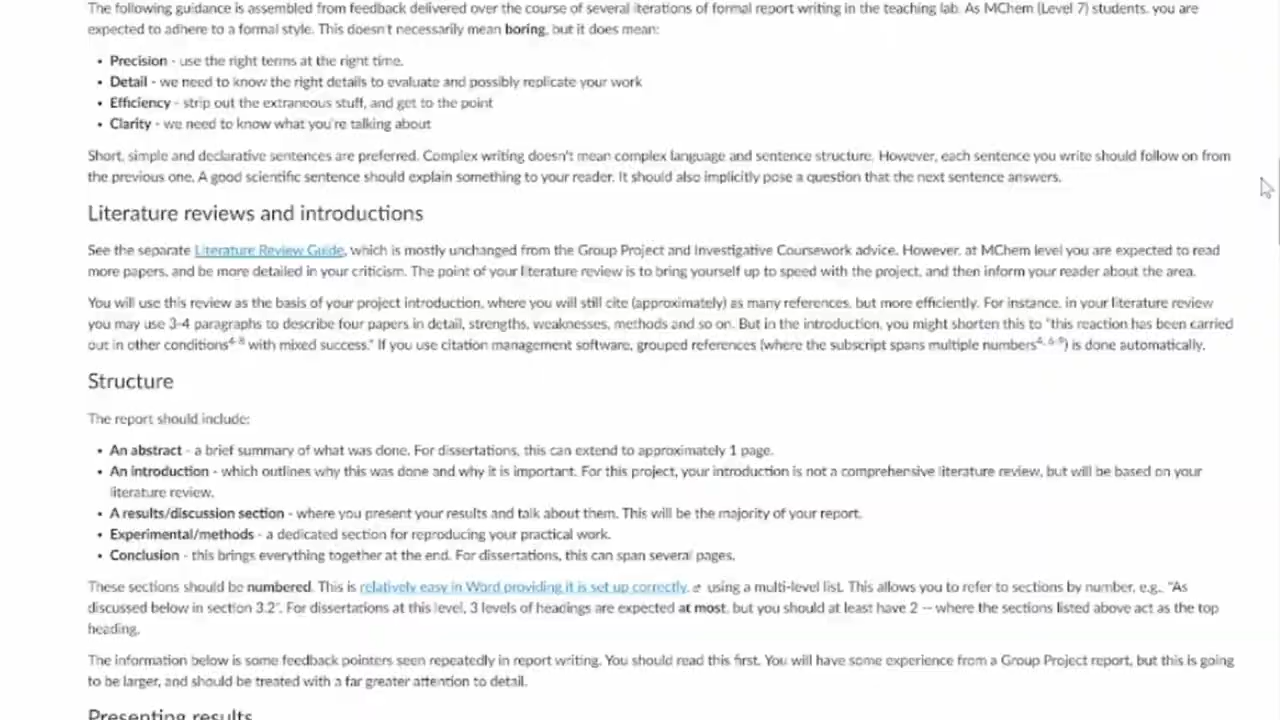 The following guidance is assembled from feedback delivered over the course of several iterations of formal report writing in the teaching lab. As MChem (Level 7) students, you are
expected to adhere to a formal style. This doesn't necessarily mean boring, but it does mean:
• Precision - use the right terms at the right time.
• Detail - we need to know the right details to evaluate and possibly replicate your work
• Efficiency - strip out the extraneous stuff, and get to the point
• Clarity - we need to know what you're talking about
Short, simple and declarative sentences are preferred. Complex writing doesn't mean complex language and sentence structure. However, each sentence you write should follow on from
the previous one. A good scientific sentence should explain something to your reader. It should also implicitly pose a question that the next sentence answers.
Literature reviews and introductions
See the separate Literature Review Guide, which is mostly unchanged from the Group Project and Investigative Coursework advice. However, at MChem level you are expected to read
more papers, and be more detailed in your criticism. The point of your literature review is to bring yourself up to speed with the project, and then inform your reader about the area.
You will use this review as the basis of your project introduction, where you will still cite (approximately) as many references, but more efficiently. For instance, in your literature review
you may use 3-4 paragraphs to describe four papers in detail, strengths, weaknesses, methods and so on. But in the introduction, you might shorten this to "this reaction has been carried
out in other conditions4-8 with mixed success." If you use citation management software, grouped references (where the subscript spans multiple numbers4, 6-9) is done automatically.
Structure
The report should include:
• An abstract - a brief summary of what was done. For dissertations, this can extend to approximately 1 page.
• An introduction - which outlines why this was done and why it is important. For this project, your introduction is not a comprehensive literature review, but will be based on your
literature review.
• A results/discussion section - where you present your results and talk about them. This will be the majority of your report.
• Experimental/methods - a dedicated section for reproducing your practical work.
• Conclusion - this brings everything together at the end. For dissertations, this can span several pages.
These sections should be numbered. This is relatively easy in Word providing it is set up correctly, using a multi-level list. This allows you to refer to sections by number, e.g., "As
discussed below in section 3.2". For dissertations at this level, 3 levels of headings are expected at most, but you should at least have 2 -- where the sections listed above act as the top
heading.
The information below is some feedback pointers seen repeatedly in report writing. You should read this first. You will have some experience from a Group Project report, but this is going
to be larger, and should be treated with a far greater attention to detail.
Presenting results